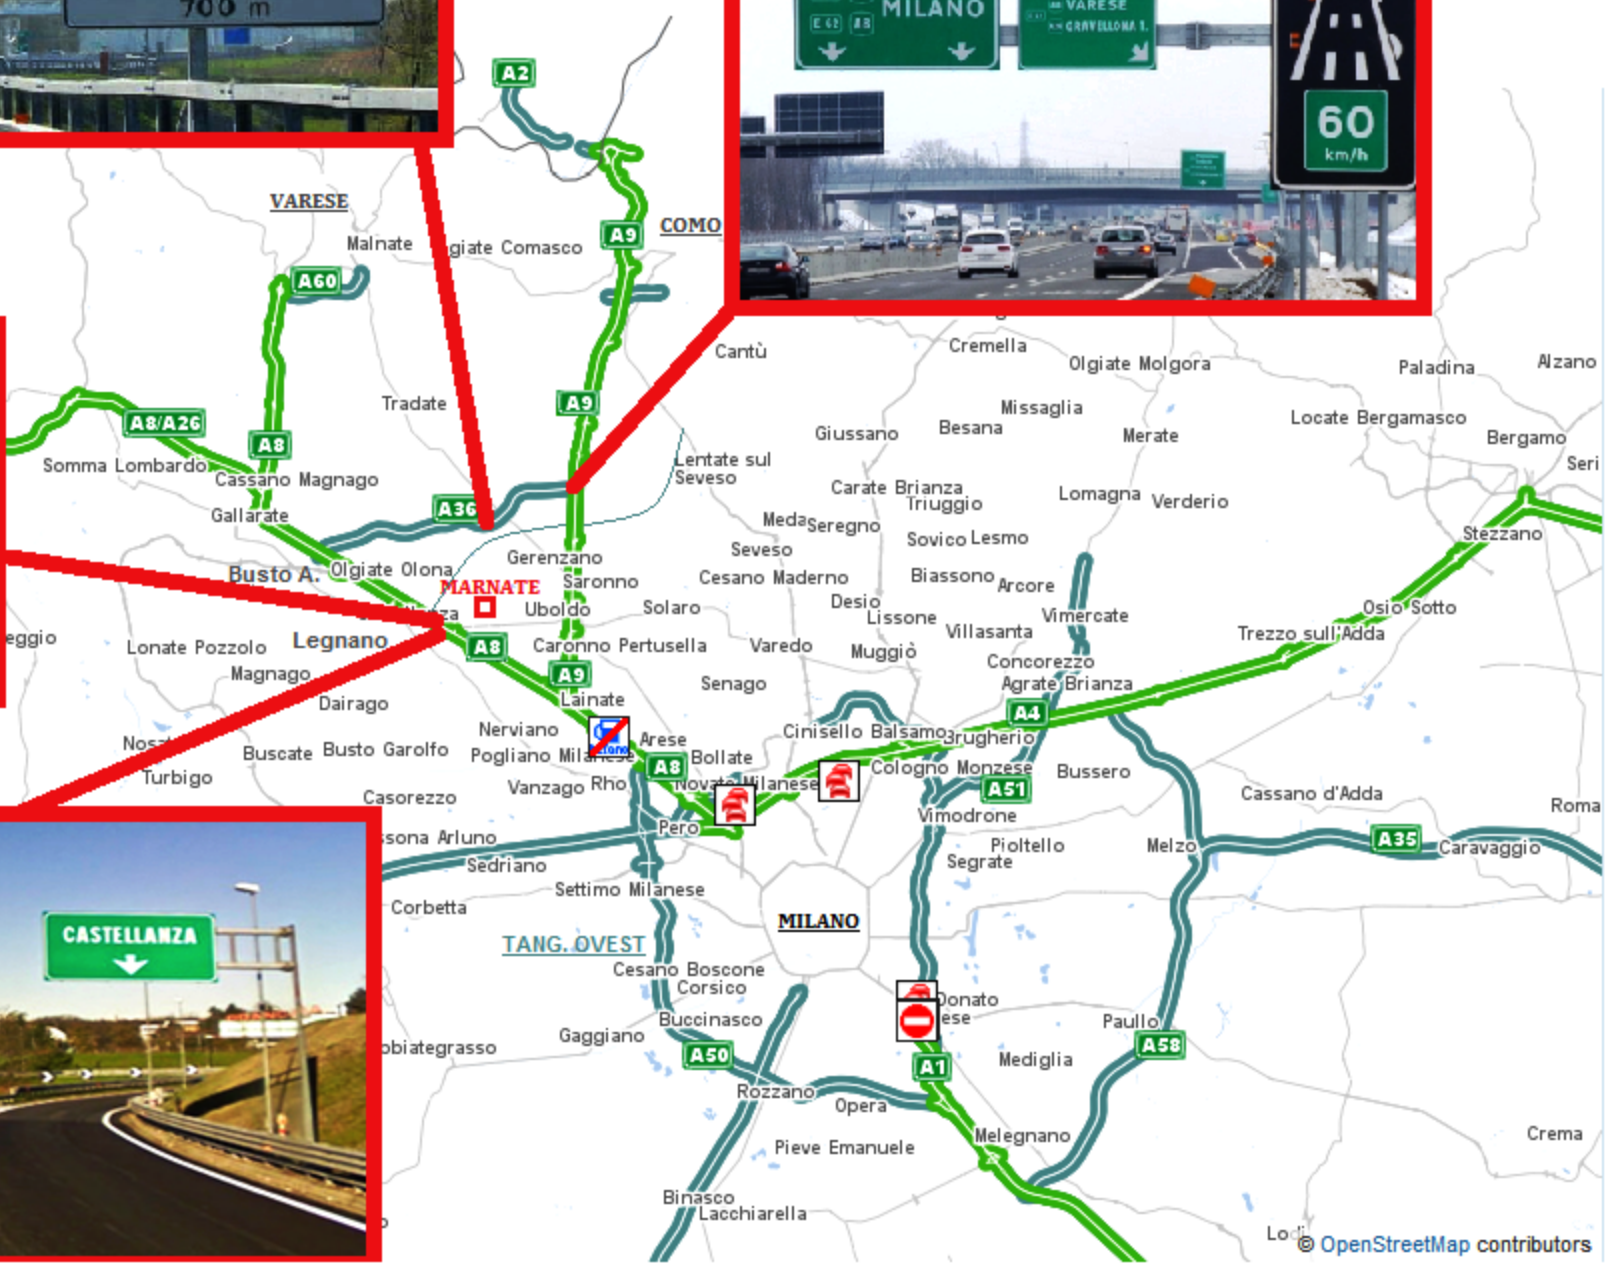 700 m
MILANO
E 62 A8
VARESE
GRAVELLONA T.
60
km/h
A2
VARESE
Malnate
giate Comasco
A9
COMO
A60
Cantù
Cremella
Olgiate Molgora
Paladina
Alzano
Tradate
A9
A8/A26
A8
Giussano
Besana
Missaglia
Merate
Locate Bergamasco
Bergamo
Seri
Somma Lombardo
Cassano Magnago
Lentate sul
Seveso
Carate Brianza
Triuggio
Lomagna
Verderio
Gallarate
A36
Meda
Seregno
Stezzano
Sovico
Lesmo
Seveso
Gerenzano
Busto A.
Olgiate Olona
MARNATE
Saronno
Cesano Maderno
Biassono
Arcore
Desio
Lissone
Vimercate
Osio Sotto
nza
Uboldo
Solaro
Villasanta
Trezzo sull'Adda
eggio
Lonate Pozzolo
Legnano
A8
Caronno Pertusella
Varedo
Muggiò
Concorezzo
Magnago
A9
Senago
Agrate Brianza
Dairago
Lainate
A4
Nerviano
Arese
Cinisello Balsamo
Brugherio
Nosat
Buscate
Busto Garolfo
Pogliano Milanese
Bollate
A8
Cologno Monzese
Bussero
Turbigo
Vanzago
Rho
Novate Milanese
A51
Cassano d'Adda
Roma
Casorezzo
Vimodrone
Pero
ssona
Arluno
Pioltello
Melzo
A35
Caravaggio
Sedriano
Segrate
Settimo Milanese
Corbetta
MILANO
TANG. OVEST
CASTELLANZA
Cesano Boscone
Corsico
Donato
ese
Buccinasco
Paullo
Gaggiano
bbiategrasso
A50
A1
Mediglia
A58
Rozzano
Opera
Melegnano
Crema
Pieve Emanuele
Binasco
Lacchiarella
Lodi
© OpenStreetMap contributors